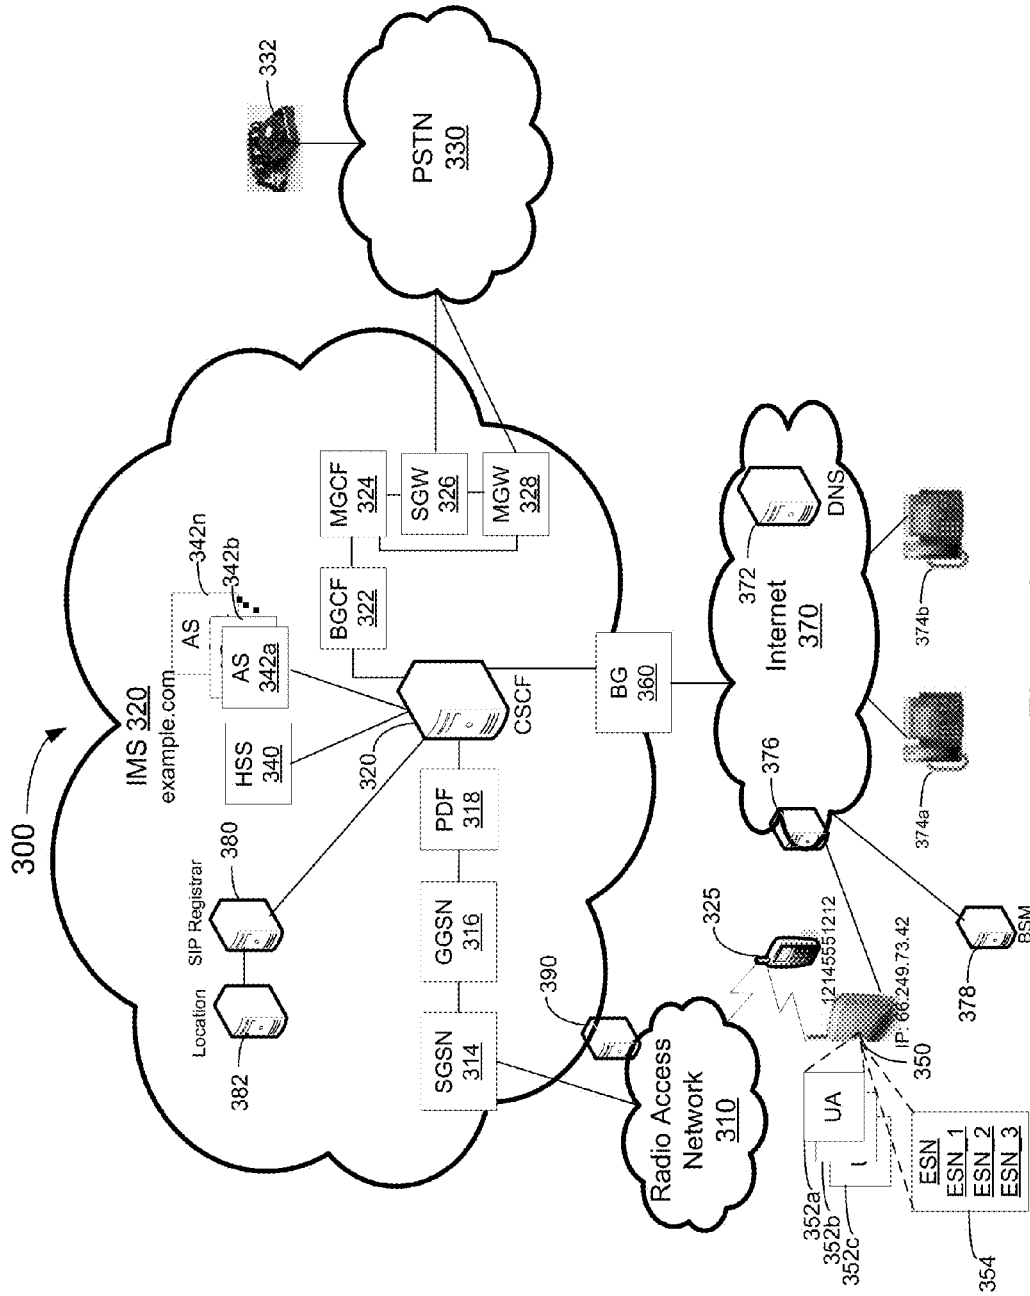 300
IMS 320
example.com
Location
382
SIP Registrar
380
HSS
340
AS
342n
342b
AS
342a
320
CSCF
SGSN
314
GGSN
316
PDF
318
BGCF
322
MGCF
324
SGW
326
MGW
328
332
PSTN
330
390
BG
360
Radio Access
Network
310
325
12145551212
IP: 66.249.73.42
350
UA
352a
352b
352c
ESN
ESN_1
ESN_2
ESN_3
354
376
Internet
370
372
DNS
374a
374b
378
BSM